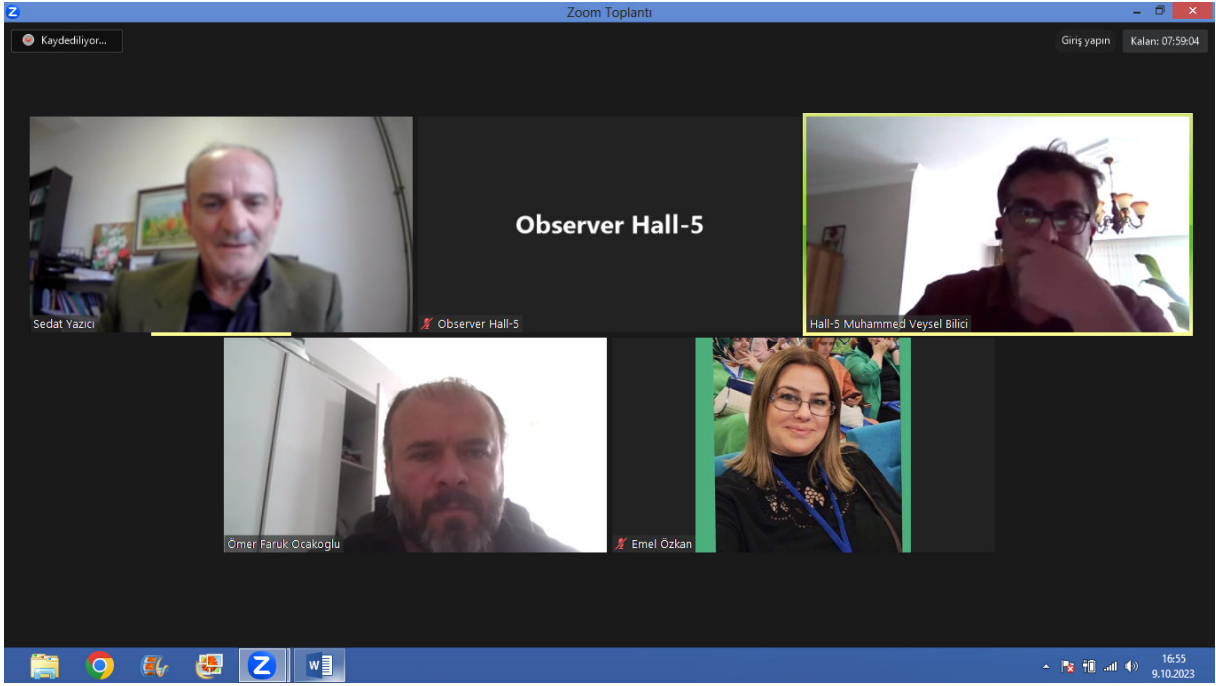 Zoom Toplantı
Kaydediliyor...
Giriş yapın
Kalan: 07:59:04
Observer Hall-5
Sedat Yazıcı
Observer Hall-5
Hall-5 Muhammed Veysel Bilici
Ömer Faruk Ocakoglu
Emel Özkan
16:55
9.10.2023